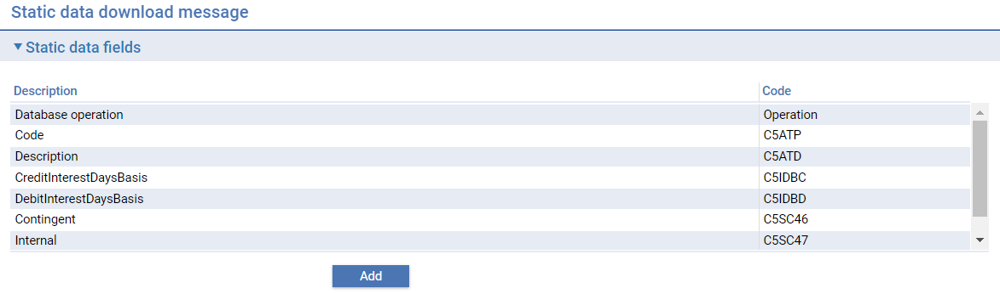 Static data download message
Static data fields
Description Code
Database operation Operation
Code C5ATP
Description C5ATD
CreditInterestDaysBasis C5IDBC
DebitInterestDaysBasis C5IDBD
Contingent C5SC46
Internal C5SC47
Add